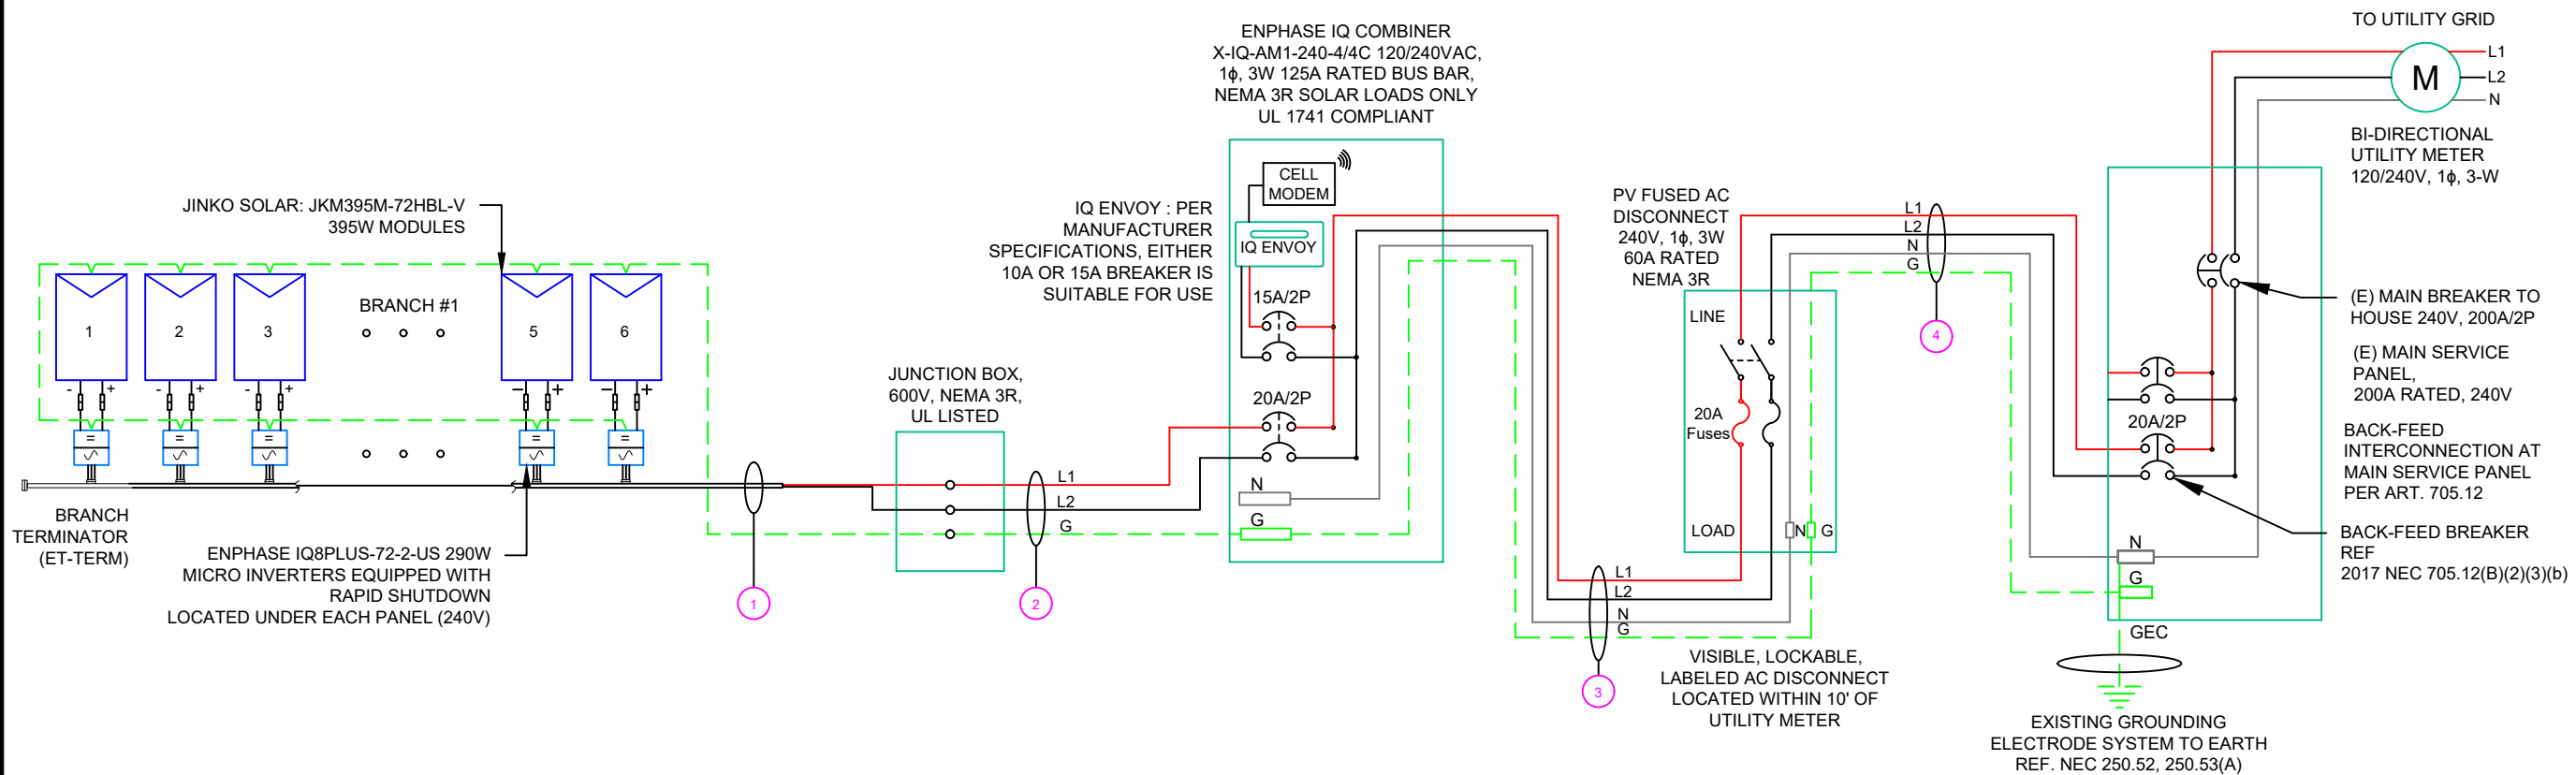 JINKO SOLAR: JKM395M-72HBL-V
395W MODULES
BRANCH #1
1
2
3
5
6
- +
- +
- +
- +
- +
=
=
=
=
=
BRANCH
TERMINATOR
(ET-TERM)
ENPHASE IQ8PLUS-72-2-US 290W
MICRO INVERTERS EQUIPPED WITH
RAPID SHUTDOWN
LOCATED UNDER EACH PANEL (240V)
1
JUNCTION BOX,
600V, NEMA 3R,
UL LISTED
L1
L2
G
2
ENPHASE IQ COMBINER
X-IQ-AM1-240-4/4C 120/240VAC,
1ϕ, 3W 125A RATED BUS BAR,
NEMA 3R SOLAR LOADS ONLY
UL 1741 COMPLIANT
CELL
MODEM
IQ ENVOY
IQ ENVOY : PER
MANUFACTURER
SPECIFICATIONS, EITHER
10A OR 15A BREAKER IS
SUITABLE FOR USE
15A/2P
20A/2P
N
G
L1
L2
N
G
3
PV FUSED AC
DISCONNECT
240V, 1ϕ, 3W
60A RATED
NEMA 3R
LINE
20A
Fuses
LOAD
N
G
VISIBLE, LOCKABLE,
LABELED AC DISCONNECT
LOCATED WITHIN 10' OF
UTILITY METER
L1
L2
N
G
4
TO UTILITY GRID
M
L1
L2
N
BI-DIRECTIONAL
UTILITY METER
120/240V, 1ϕ, 3-W
(E) MAIN BREAKER TO
HOUSE 240V, 200A/2P
(E) MAIN SERVICE
PANEL,
200A RATED, 240V
20A/2P
BACK-FEED
INTERCONNECTION AT
MAIN SERVICE PANEL
PER ART. 705.12
BACK-FEED BREAKER
REF
2017 NEC 705.12(B)(2)(3)(b)
N
G
GEC
EXISTING GROUNDING
ELECTRODE SYSTEM TO EARTH
REF. NEC 250.52, 250.53(A)